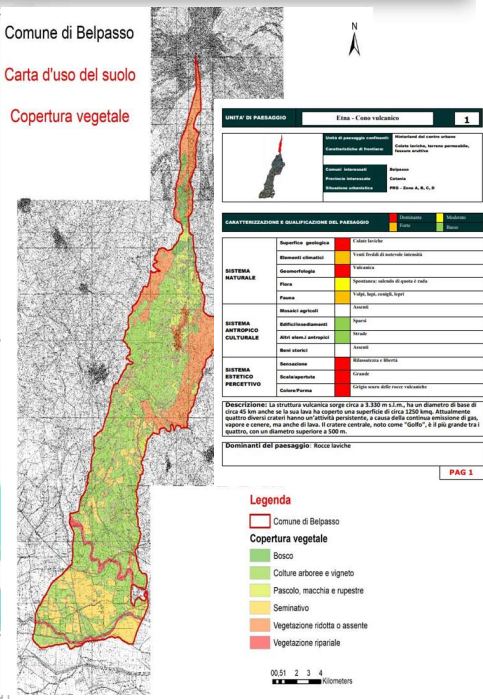 Comune di Belpasso
Carta d'uso del suolo
Copertura vegetale
N
UNITA' DI PAESAGGIO
Etna - Cono vulcanico
1
Unità di paesaggio confinanti: Hinterland del centro urbano
Caratteristiche di frontiera: Colate laviche, terreno permeabile, fessure eruttive
Comuni interessati Belpasso
Provincia interessata Catania
Situazione urbanistica PRG - Zone A, B, C, D
CARATTERIZZAZIONE E QUALIFICAZIONE DEL PAESAGGIO
Dominante
Moderato
Forte
Basso
SISTEMA NATURALE
Superfice geologica Colate laviche
Elementi climatici Venti freddi di notevole intensità
Geomorfologia Vulcanica
Flora Spontanea: salendo di quota è rada
Fauna Volpi, lupi, conigli, lepri
SISTEMA ANTROPICO CULTURALE
Mosaici agricoli Assenti
Edifici/insediamenti Sparsi
Altri elem.i antropici Strade
Beni storici Assenti
SISTEMA ESTETICO PERCETTIVO
Sensazione Rilassatezza e libertà
Scala/apertura Grande
Colore/Forma Grigio scuro delle rocce vulcaniche
Descrizione: La struttura vulcanica sorge circa a 3.330 m s.l.m., ha un diametro di base di
circa 45 km anche se la sua lava ha coperto una superficie di circa 1250 kmq. Attualmente
quattro diversi crateri hanno un'attività persistente, a causa della continua emissione di gas,
vapore e cenere, ma anche di lava. Il cratere centrale, noto come "Golfo", è il più grande tra i
quattro, con un diametro superiore a 500 m.
Dominanti del paesaggio: Rocce laviche
PAG 1
Legenda
Comune di Belpasso
Copertura vegetale
Bosco
Colture arboree e vigneto
Pascolo, macchia e rupestre
Seminativo
Vegetazione ridotta o assente
Vegetazione ripariale
00,51 2 3 4
Kilometers